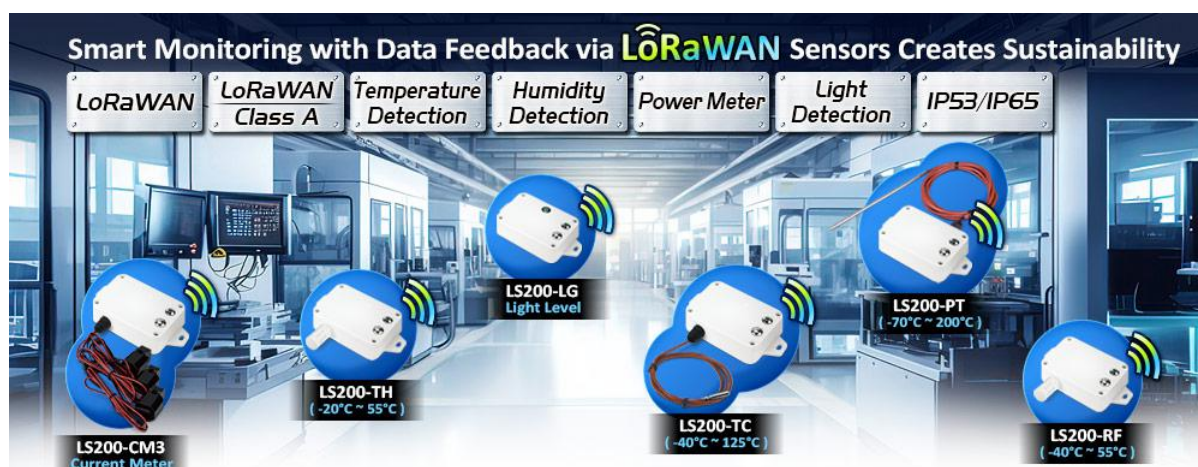 Smart Monitoring with Data Feedback via LoRaWAN Sensors Creates Sustainability
LoRaWAN
LoRaWAN
Class A
Temperature
Detection
Humidity
Detection
Power Meter
Light
Detection
IP53/IP65
LS200-LG
Light Level
LS200-PT
( -70°C ~ 200°C )
LS200-TH
( -20°C ~ 55°C )
LS200-TC
( -40°C ~ 125°C )
LS200-RF
( -40°C ~ 55°C )
LS200-CM3
Current Meter